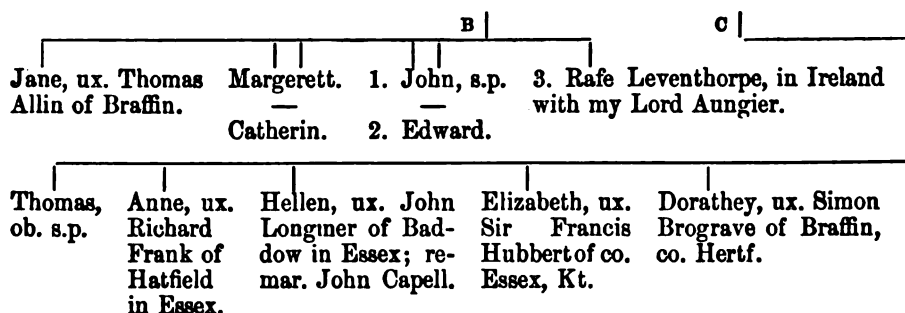 B C
Jane, ux. Thomas
Allin of Braffin.
Margerett.
—
Catherin.
1. John, s.p.
—
2. Edward.
3. Rafe Leventhorpe, in Ireland
with my Lord Aungier.
Thomas,
ob. s.p.
Anne, ux.
Richard
Frank of
Hatfield
in Essex.
Hellen, ux. John
Longmer of Bad-
dow in Essex; re-
mar. John Capell.
Elizabeth, ux.
Sir Francis
Hubbert of co.
Essex, Kt.
Dorathey, ux. Simon
Brograve of Braffin,
co. Hertf.